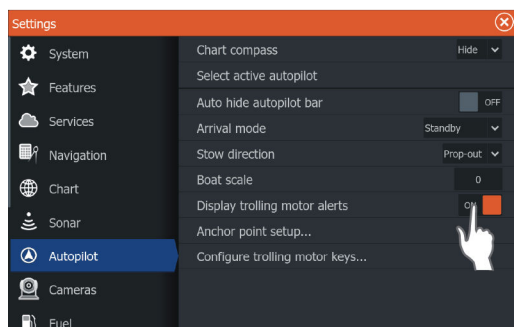 Settings
System
Features
Services
Navigation
Chart
Sonar
Autopilot
Cameras
Fuel
Chart compass Hide
Select active autopilot
Auto hide autopilot bar OFF
Arrival mode Standby
Stow direction Prop-out
Boat scale 0
Display trolling motor alerts ON
Anchor point setup...
Configure trolling motor keys...